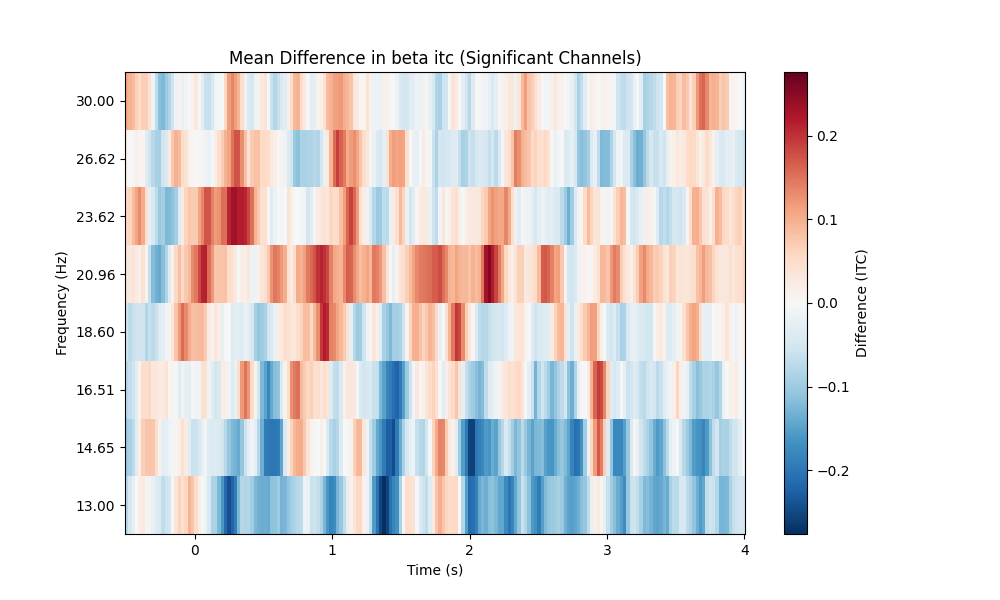 Mean Difference in beta itc (Significant Channels)
Frequency (Hz)
30.00
26.62
23.62
20.96
18.60
16.51
14.65
13.00
0 1 2 3 4
Time (s)
0.2
0.1
0.0
−0.1
−0.2
Difference (ITC)